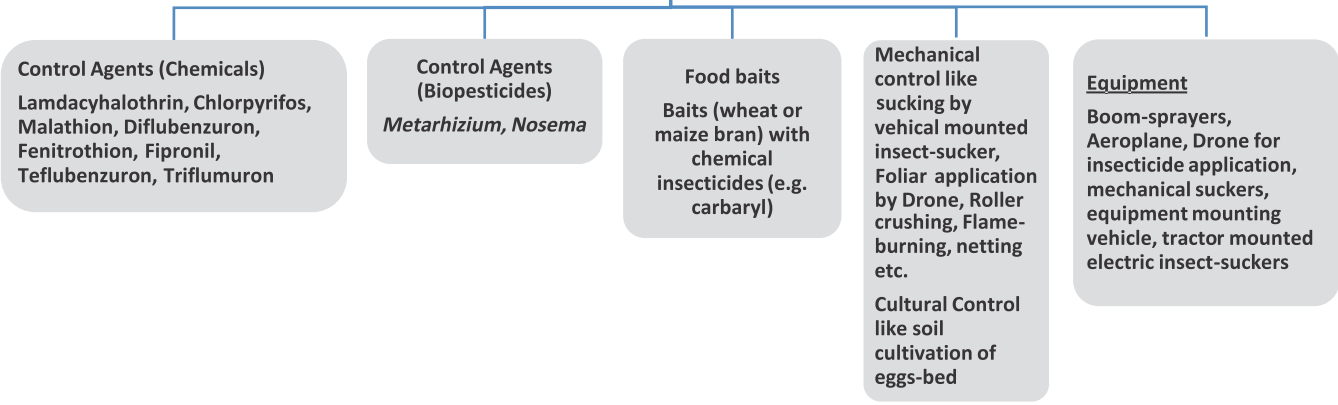 Control Agents (Chemicals)
Lamdacyhalothrin, Chlorpyrifos,
Malathion, Diflubenzuron,
Fenitrothion, Fipronil,
Teflubenzuron, Triflumuron
Control Agents
(Biopesticides)
Metarhizium, Nosema
Food baits
Baits (wheat or
maize bran) with
chemical
insecticides (e.g.
carbaryl)
Mechanical
control like
sucking by
vehical mounted
insect-sucker,
Foliar application
by Drone, Roller
crushing, Flame-
burning, netting
etc.
Cultural Control
like soil
cultivation of
eggs-bed
Equipment
Boom-sprayers,
Aeroplane, Drone for
insecticide application,
mechanical suckers,
equipment mounting
vehicle, tractor mounted
electric insect-suckers